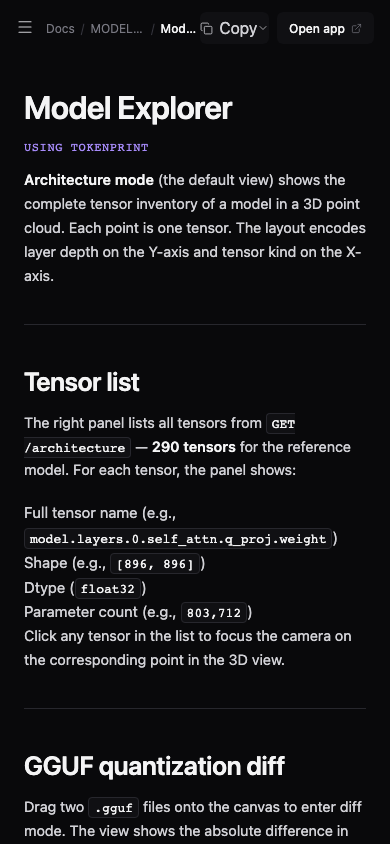 Docs / MODEL... / Mod... Copy Open app
Model Explorer
USING TOKENPRINT
Architecture mode (the default view) shows the
complete tensor inventory of a model in a 3D point
cloud. Each point is one tensor. The layout encodes
layer depth on the Y-axis and tensor kind on the X-
axis.
Tensor list
The right panel lists all tensors from GET
/architecture — 290 tensors for the reference
model. For each tensor, the panel shows:
Full tensor name (e.g.,
model.layers.0.self_attn.q_proj.weight)
Shape (e.g., [896, 896])
Dtype (float32)
Parameter count (e.g., 803,712)
Click any tensor in the list to focus the camera on
the corresponding point in the 3D view.
GGUF quantization diff
Drag two .gguf files onto the canvas to enter diff
mode. The view shows the absolute difference in